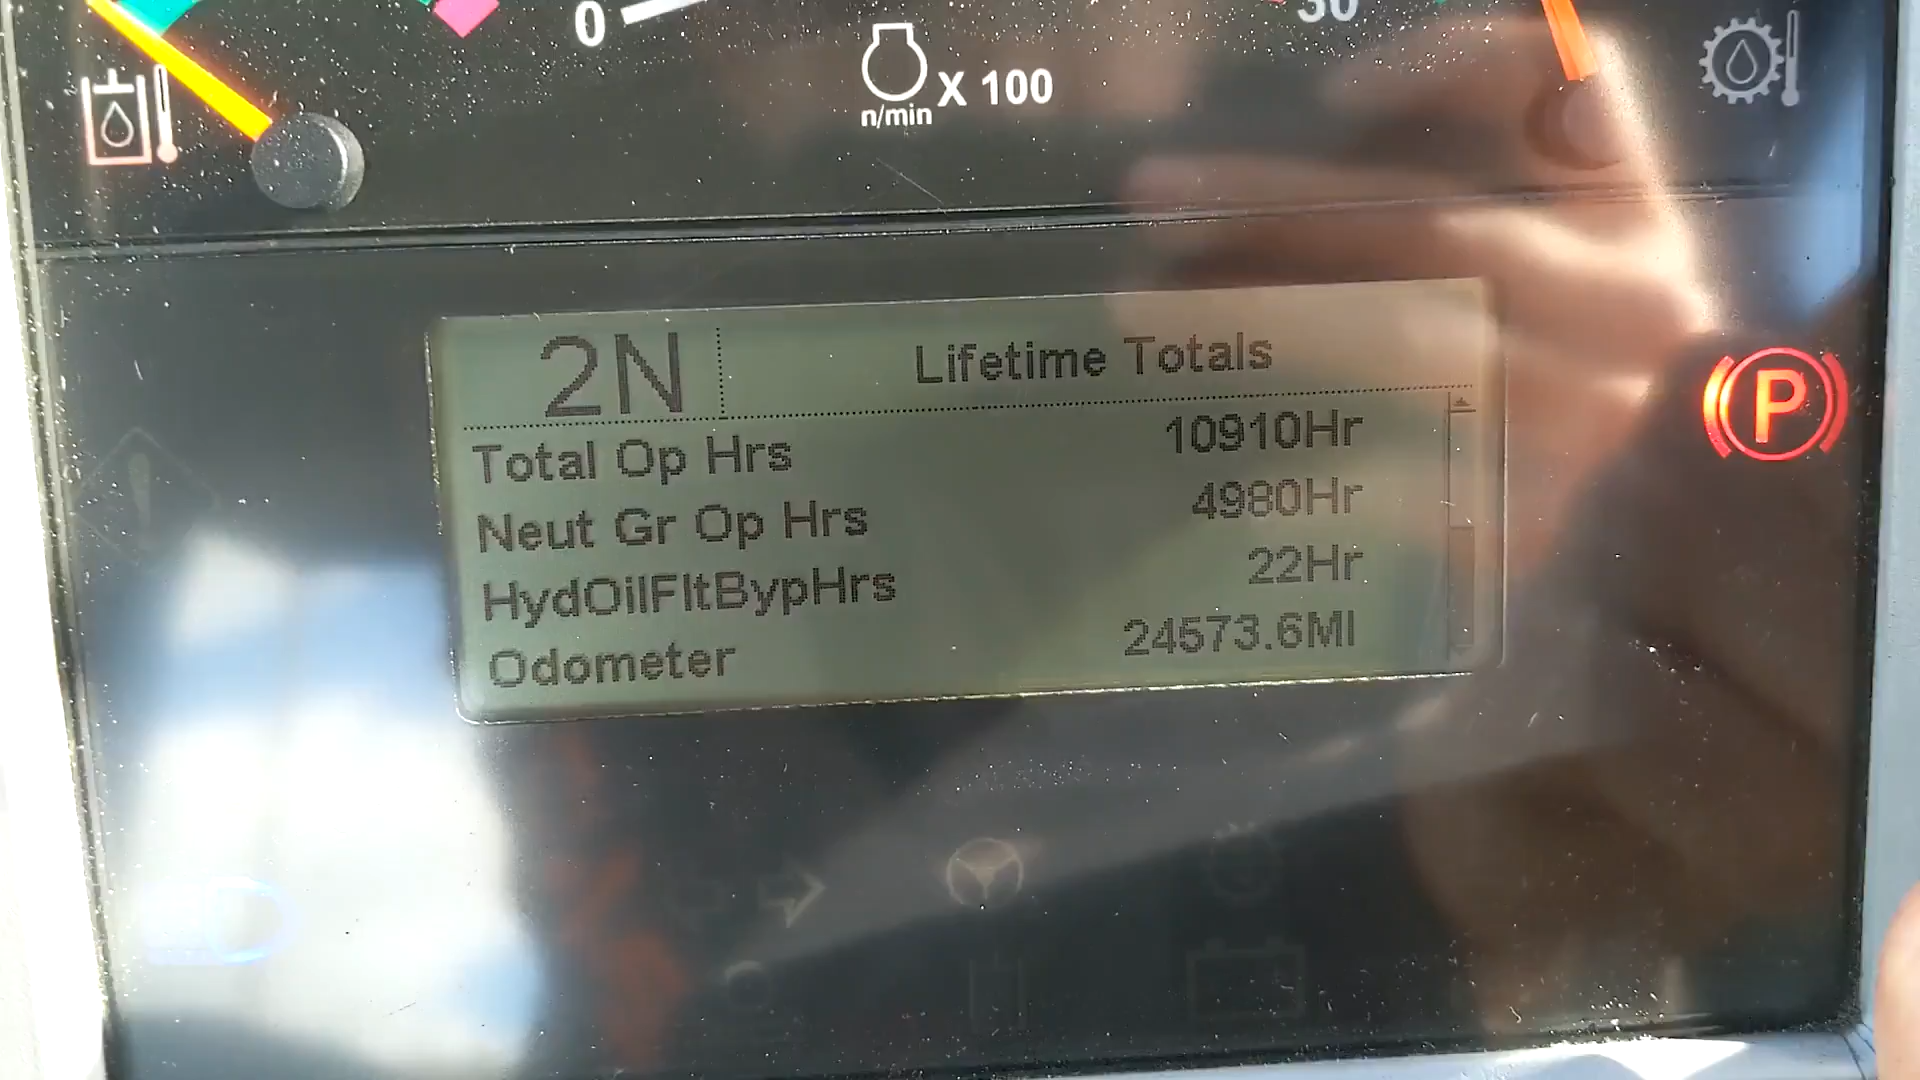 0
30
X 100
n/min
2N
Lifetime Totals
Total Op Hrs 10910Hr
Neut Gr Op Hrs 4980Hr
HydOilFltBypHrs 22Hr
Odometer 24573.6MI
P